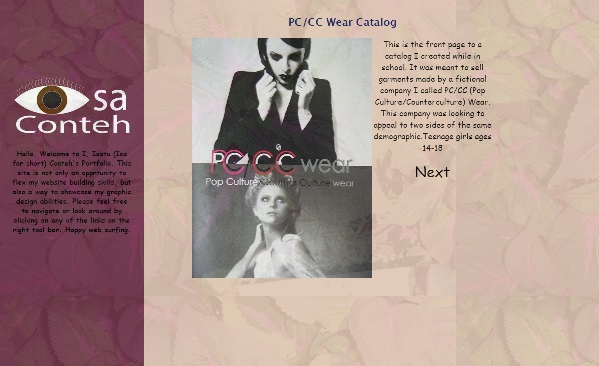 PC/CC Wear Catalog
sa
Conteh
Hello. Welcome to I, Isatu (Isa
for short) Conteh's Portfolio. This
site is not only an
to
flex my website building skills, but
also a way to showcase my graphic
design abilities. Please feel free
to navigate or look around by
clicking on any of the links on the
right tool bar. Happy web surfing.
PC CC wear
Pop Culture Counter Culture wear
This is the front page to a
catalog I created while in
school. It was meant to sell
garments made by a fictional
company I called PC/CC (Pop
Culture/Counterculture) Wear.
This company was looking to
appeal to two sides of the same
demographic.Teenage girls ages
14-18
Next